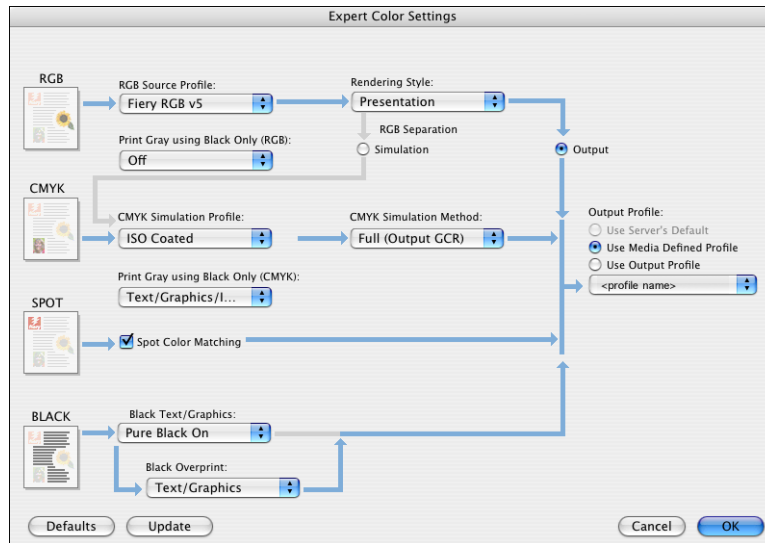 Expert Color Settings
RGB
RGB Source Profile:
Fiery RGB v5
Rendering Style:
Presentation
RGB Separation
Simulation
Output
Print Gray using Black Only (RGB):
Off
CMYK
CMYK Simulation Profile:
ISO Coated
CMYK Simulation Method:
Full (Output GCR)
Output Profile:
Use Server's Default
Use Media Defined Profile
Use Output Profile
<profile name>
Print Gray using Black Only (CMYK):
Text/Graphics/I...
SPOT
Spot Color Matching
BLACK
Black Text/Graphics:
Pure Black On
Black Overprint:
Text/Graphics
Defaults
Update
Cancel
OK